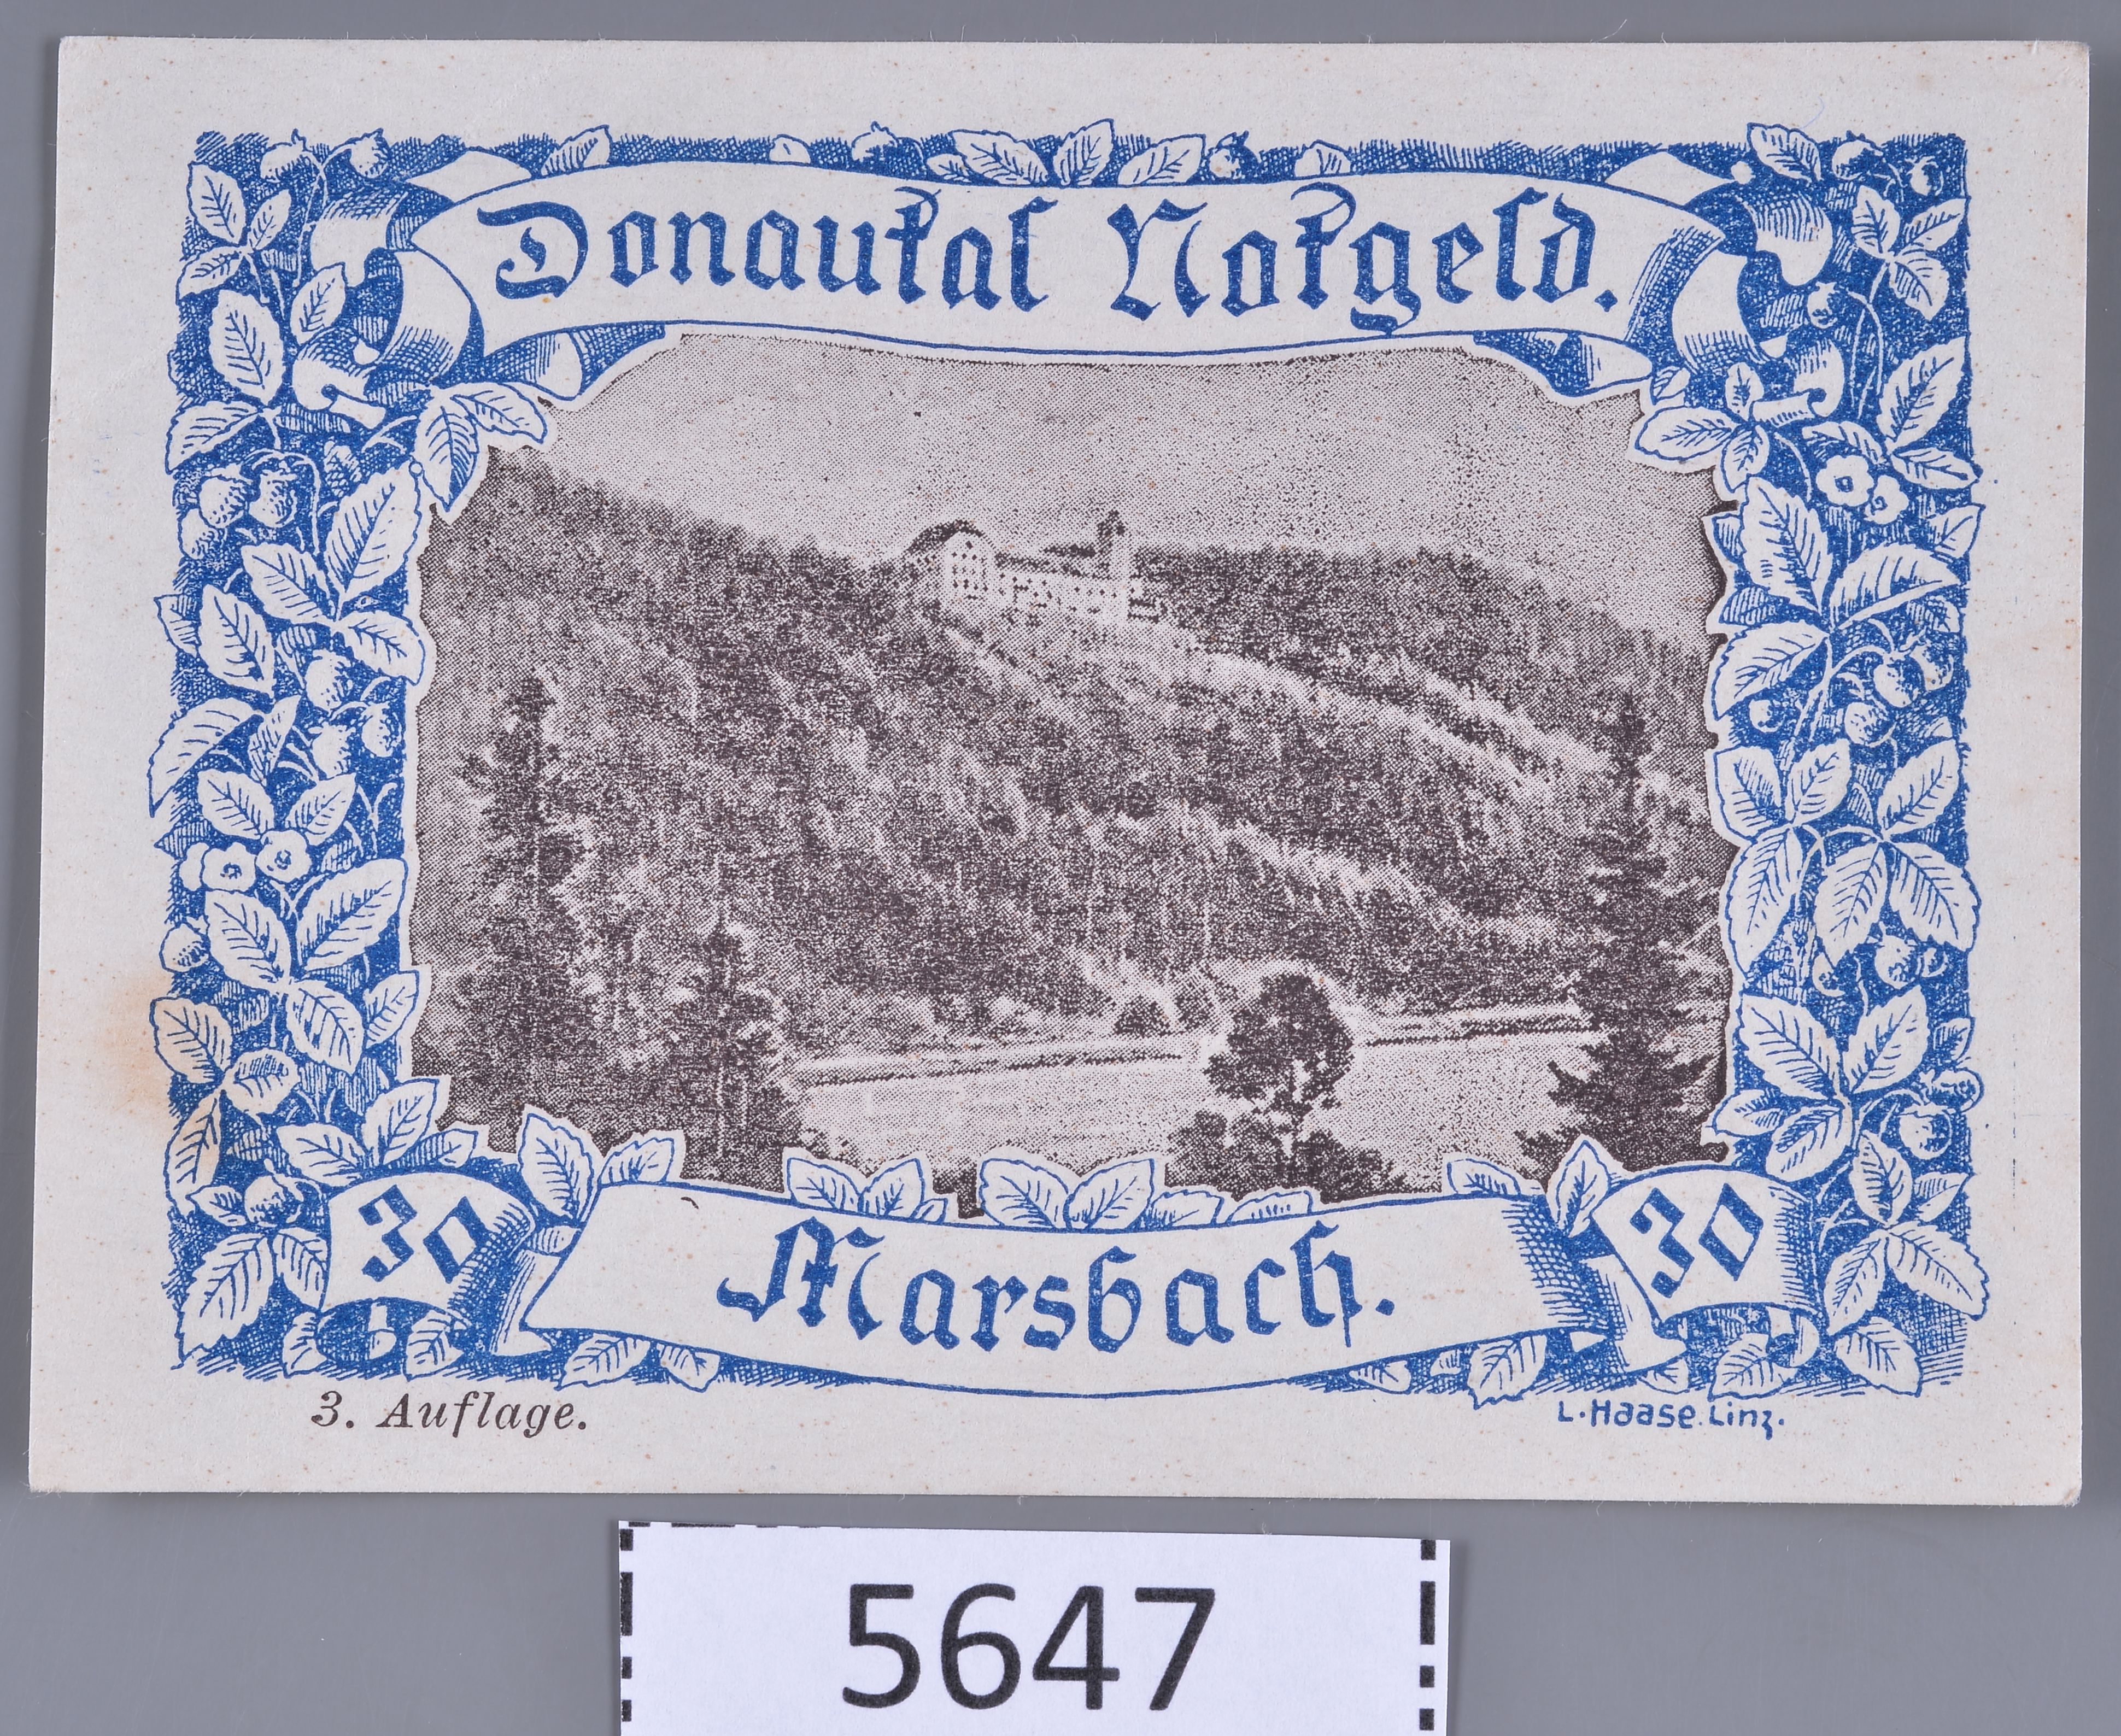 Donautal Notgeld.
30
Marsbach.
30
3. Auflage.
L. Haase. Linz.
5647